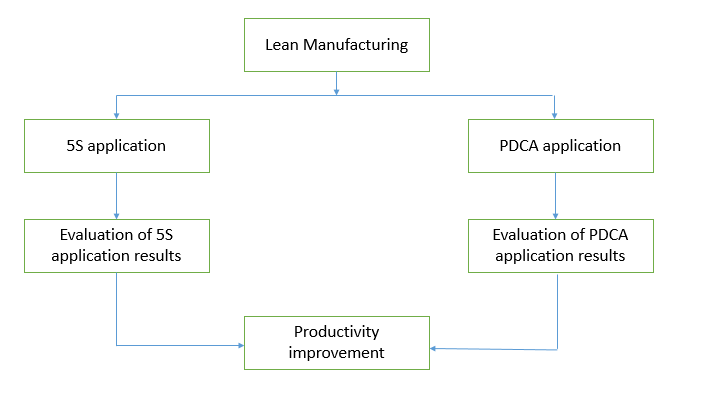 Lean Manufacturing
5S application
PDCA application
Evaluation of 5S
application results
Evaluation of PDCA
application results
Productivity
improvement